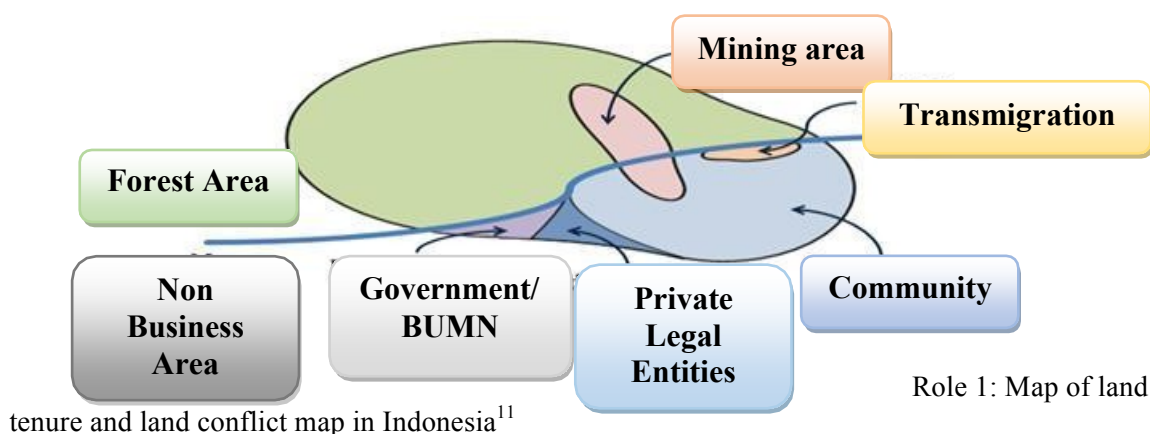 Mining area
Transmigration
Forest Area
Non
Business
Area
Government/
BUMN
Private
Legal
Entities
Community
Role 1: Map of land
tenure and land conflict map in Indonesia11